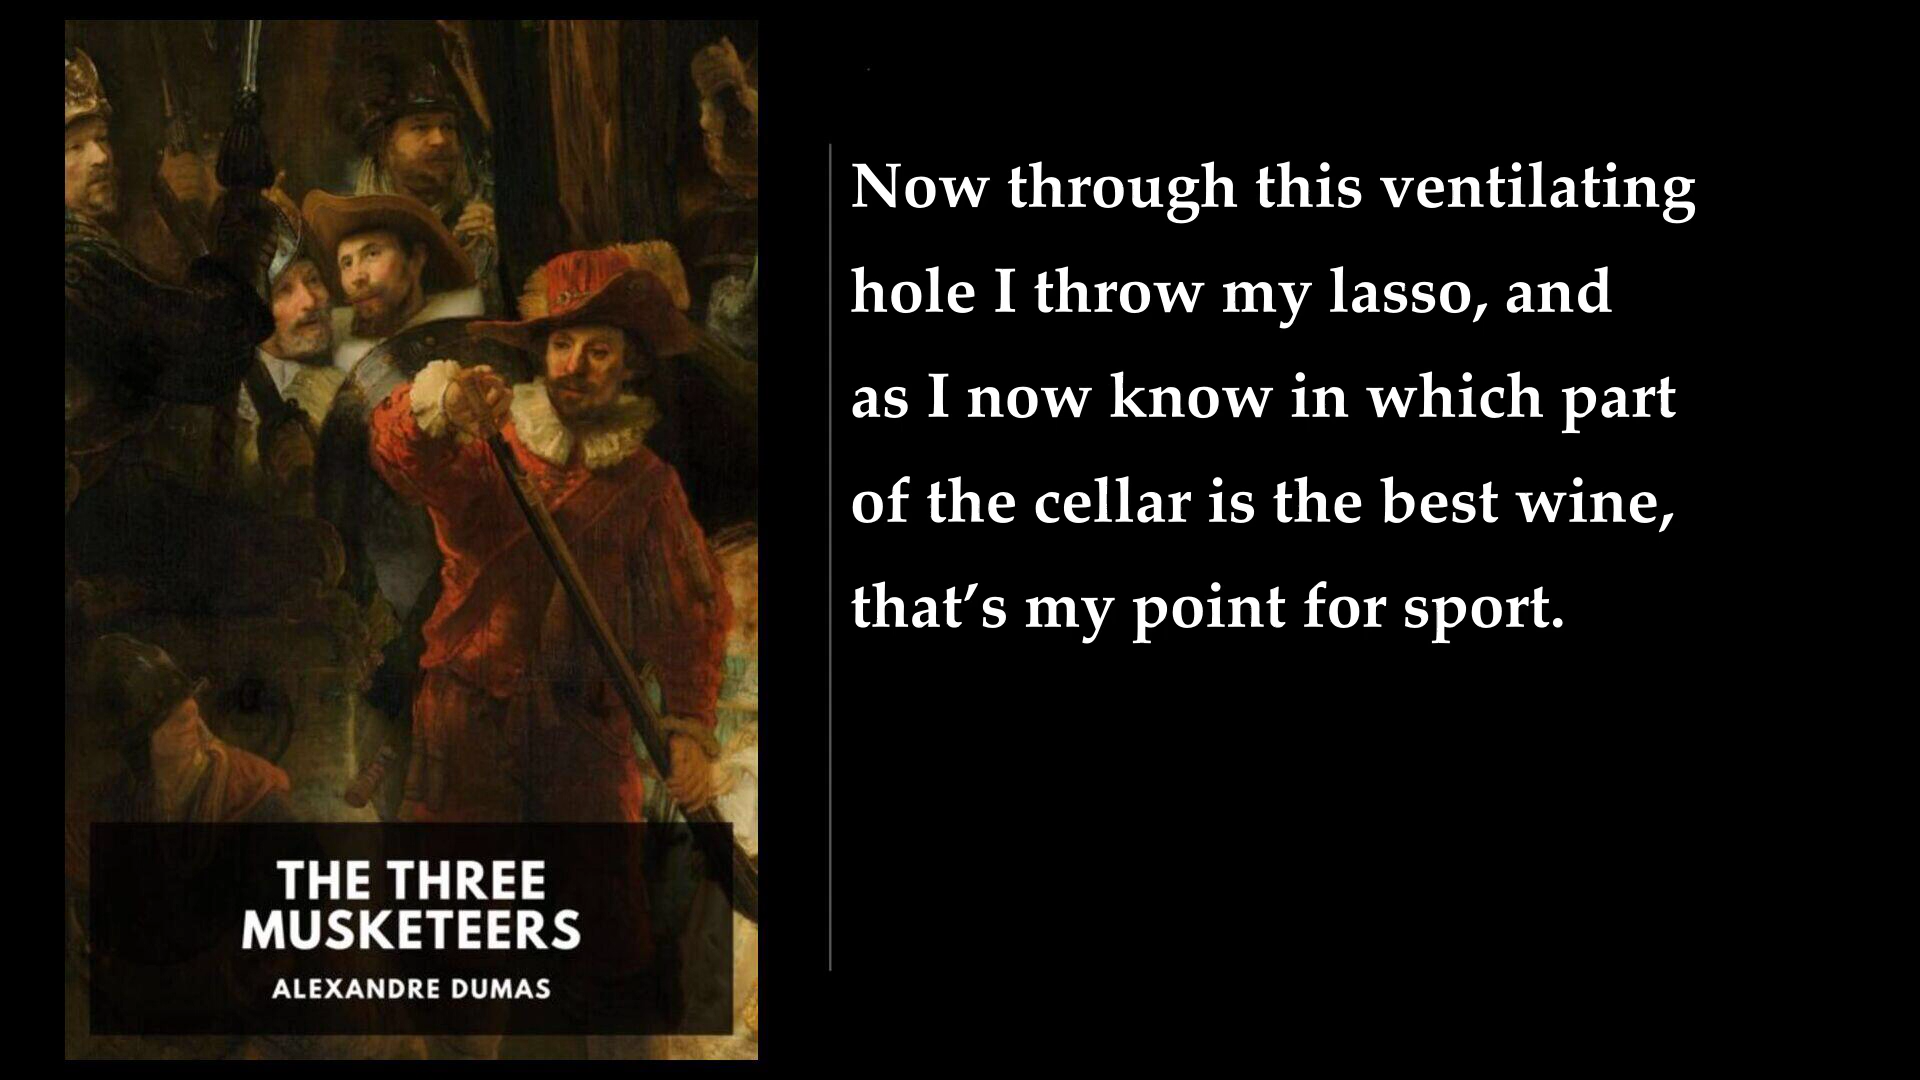 THE THREE
MUSKETEERS
ALEXANDRE DUMAS
Now through this ventilating
hole I throw my lasso, and
as I now know in which part
of the cellar is the best wine,
that’s my point for sport.